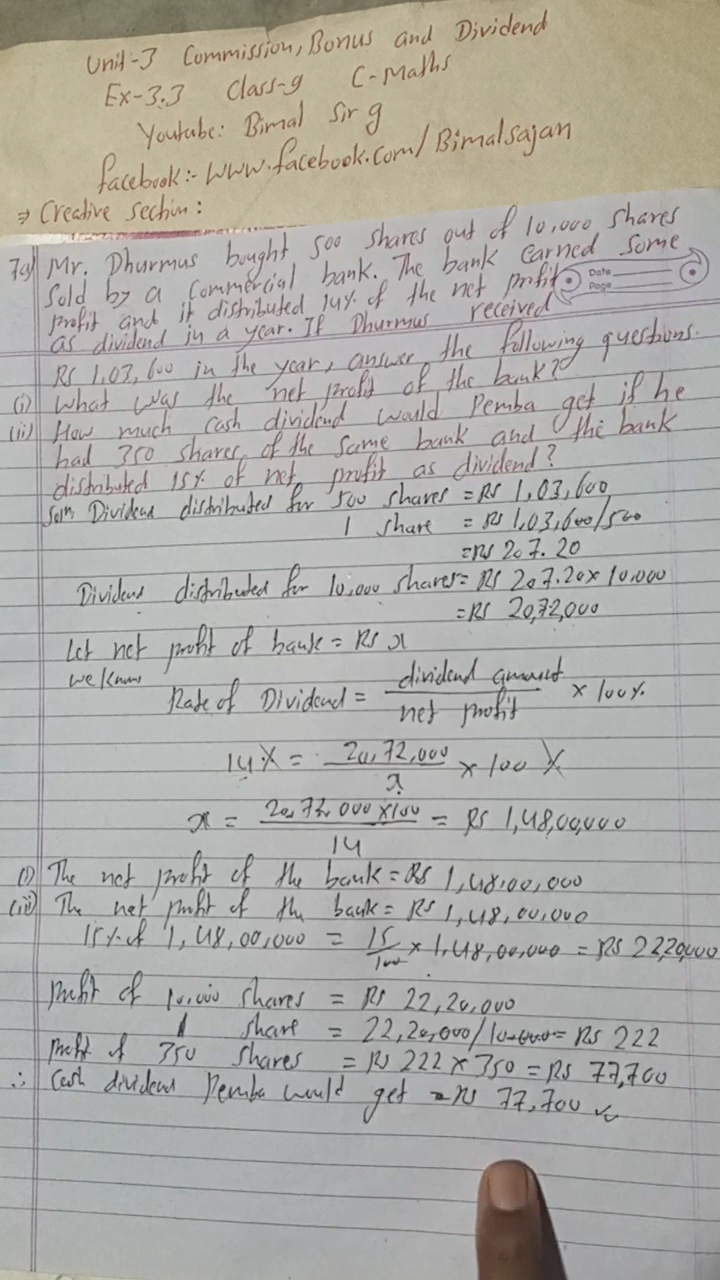 Unit-3 Commission, Bonus and Dividend
Ex-3.3 Class-9 C-Maths
Youtube: Bimal Sir g
facebook:- www.facebook.com/Bimalsajan
⇒ Creative section:
7a) Mr. Dhurmus bought 500 shares out of 10,000 shares
sold by a commercial bank. The bank earned some
profit and it distributed 14% of the net profit
as dividend in a year. If Dhurmus received
Date
Page
RS 1,03,600 in the year, answer the following questions.
(i) What was the net profit of the bank?
(ii) How much cash dividend would Pemba get if he
had 350 shares of the same bank and the bank
distributed 15% of net profit as dividend?
Soln Dividend distributed for 500 shares = RS 1,03,600
1 share = RS 1,03,600/500
= RS 207.20
Dividend distributed for 10,000 shares = RS 207.20 x 10,000
= RS 20,72,000
Let net profit of bank = RS x
we know
Rate of Dividend = dividend amount / net profit x 100%
14% = 20,72,000 / x x 100 %
x = 20,72,000 x 100 / 14 = RS 1,48,00,000
(i) The net profit of the bank = RS 1,48,00,000
(ii) The net profit of the bank = RS 1,48,00,000
15% of 1,48,00,000 = 15/100 x 1,48,00,000 = RS 2220,000
profit of 10,000 shares = RS 22,20,000
1 share = 22,20,000/10,000 = RS 222
profit of 350 shares = RS 222 x 350 = RS 77,700
∴ Cash dividend Pemba would get = RS 77,700